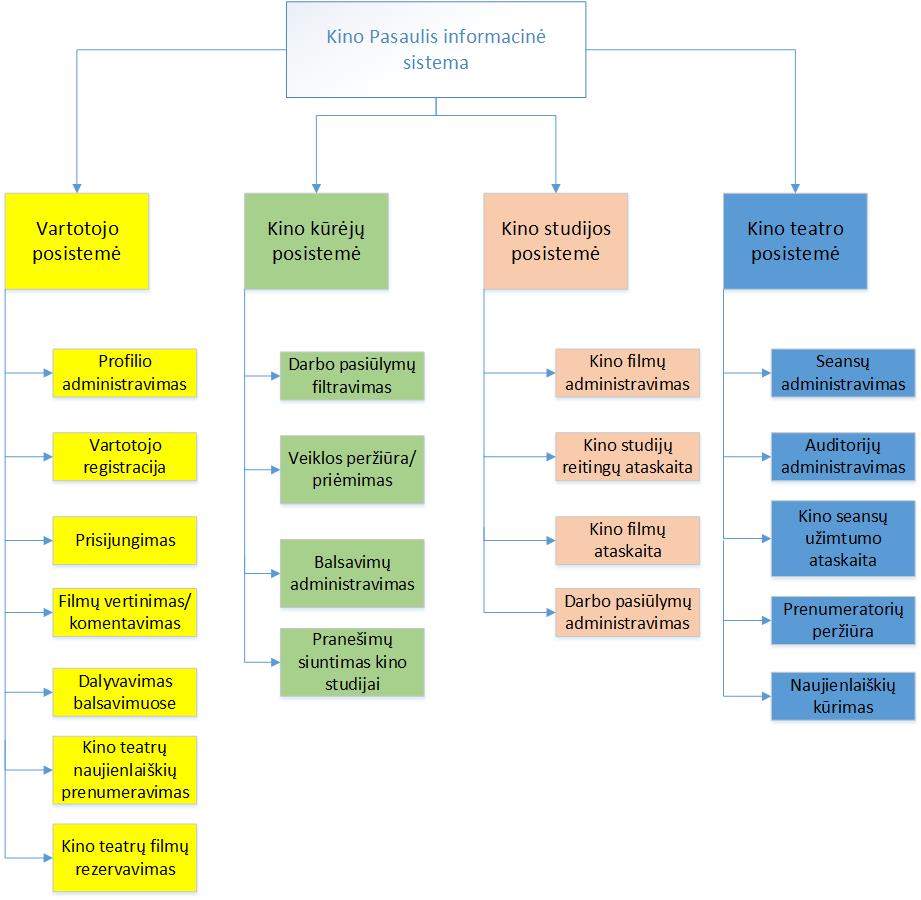 Kino Pasaulis informacinė
sistema
Vartotojo
posistemė
Profilio
administravimas
Vartotojo
registracija
Prisijungimas
Filmų vertinimas/
komentavimas
Dalyvavimas
balsavimuose
Kino teatrų
naujienlaiškių
prenumeravimas
Kino teatrų filmų
rezervavimas
Kino kūrėjų
posistemė
Darbo pasiūlymų
filtravimas
Veiklos peržiūra/
priėmimas
Balsavimų
administravimas
Pranešimų
siuntimas kino
studijai
Kino studijos
posistemė
Kino filmų
administravimas
Kino studijų
reitingų ataskaita
Kino filmų
ataskaita
Darbo pasiūlymų
administravimas
Kino teatro
posistemė
Seansų
administravimas
Auditorijų
administravimas
Kino seansų
užimtumo
ataskaita
Prenumeratorių
peržiūra
Naujienlaiškių
kūrimas